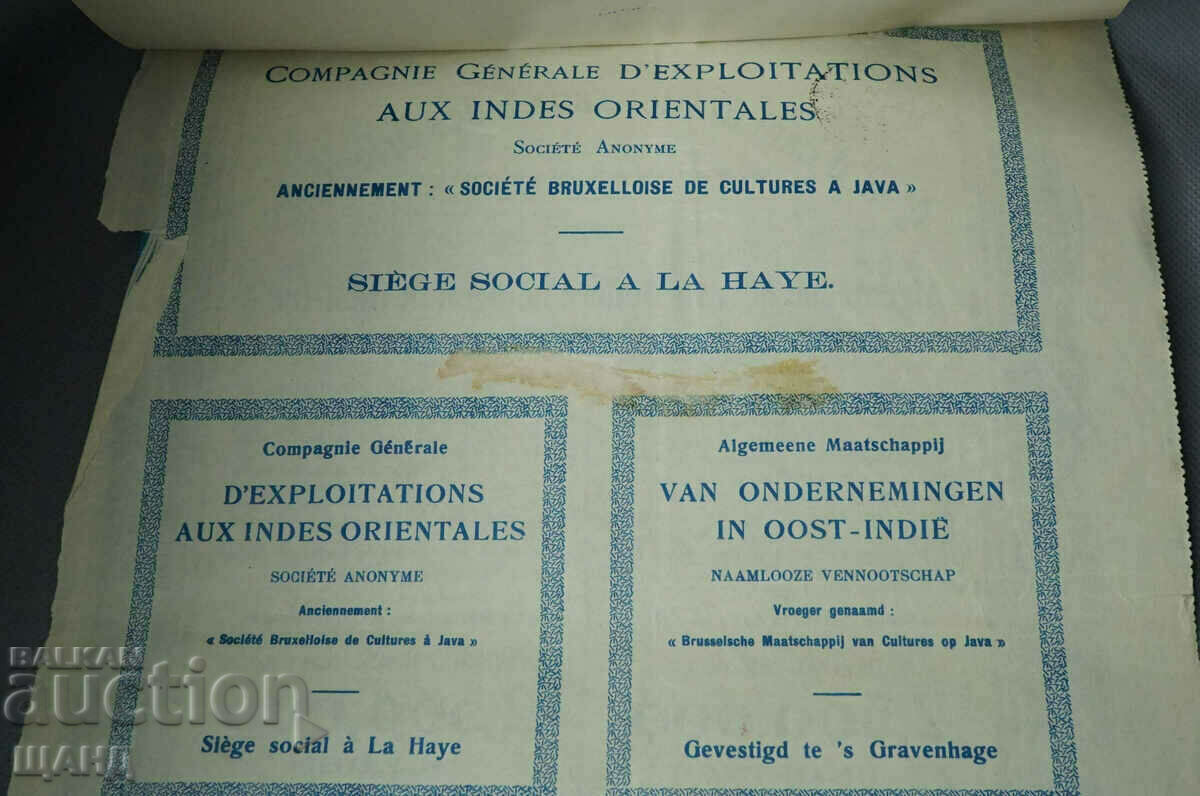 COMPAGNIE GÉNÉRALE D'EXPLOITATIONS
AUX INDES ORIENTALES
SOCIÉTÉ ANONYME
ANCIENNEMENT : « SOCIÉTÉ BRUXELLOISE DE CULTURES A JAVA »
SIÈGE SOCIAL A LA HAYE.
Compagnie Générale
D'EXPLOITATIONS
AUX INDES ORIENTALES
SOCIÉTÉ ANONYME
Anciennement :
« Société Bruxelloise de Cultures à Java »
Siège social à La Haye
Algemeene Maatschappij
VAN ONDERNEMINGEN
IN OOST-INDIË
NAAMLOOZE VENNOOTSCHAP
Vroeger genaamd :
« Brusselsche Maatschappij van Cultures op Java »
Gevestigd te 's Gravenhage
BALKAN
auction
ЩАНД